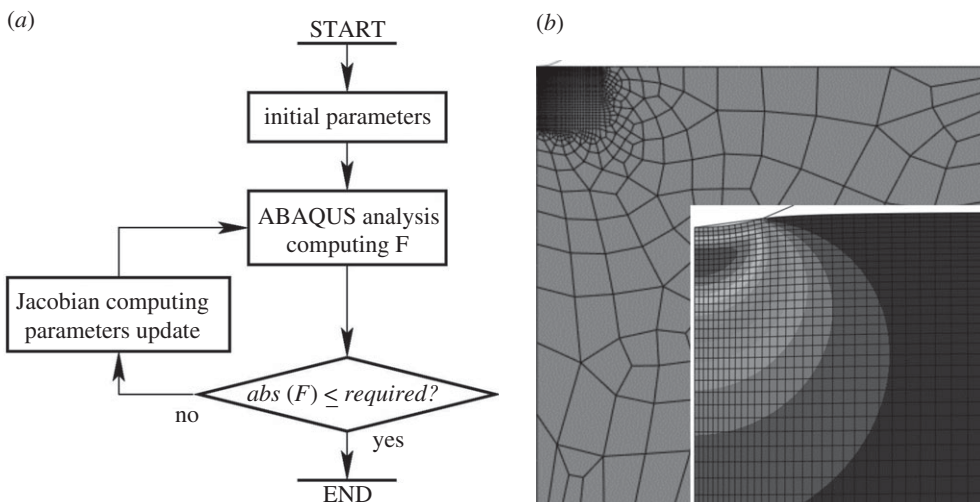 (a)
START
initial parameters
ABAQUS analysis
computing F
Jacobian computing
parameters update
abs (F) ≤ required?
no
yes
END
(b)